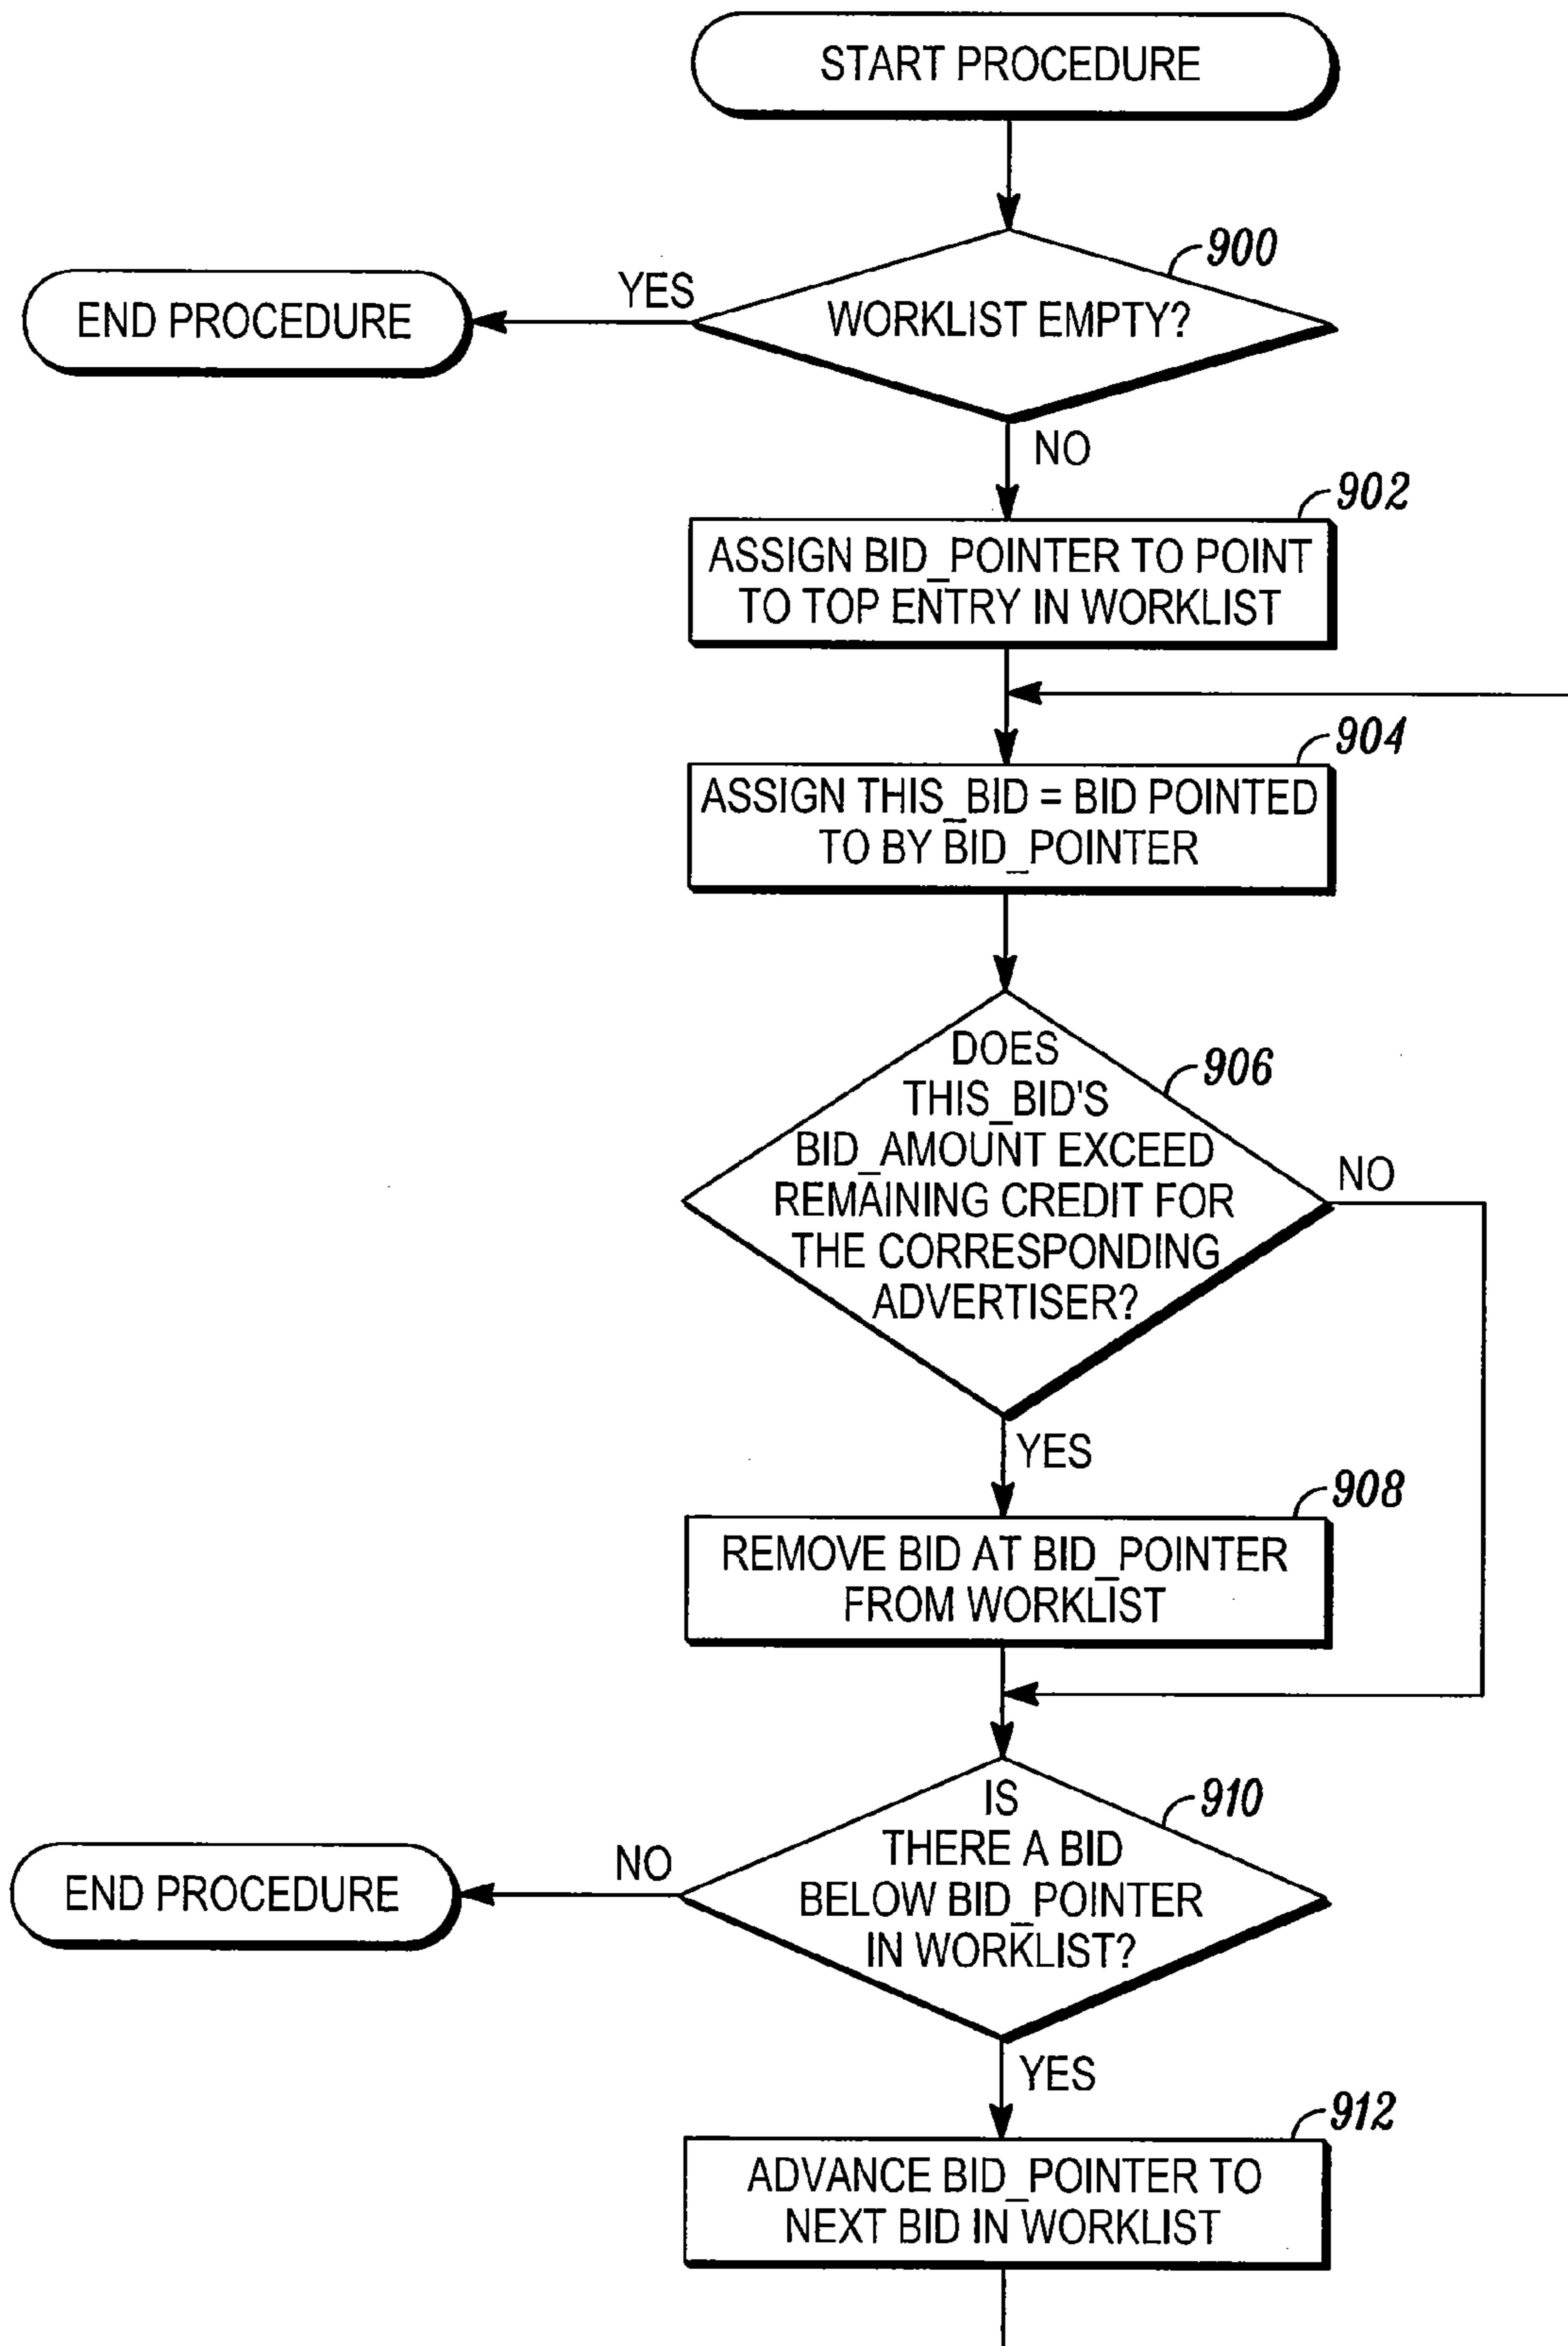 START PROCEDURE
900
YES
END PROCEDURE
WORKLIST EMPTY?
NO
902
ASSIGN BID_POINTER TO POINT
TO TOP ENTRY IN WORKLIST
904
ASSIGN THIS_BID = BID POINTED
TO BY BID_POINTER
906
DOES
THIS_BID'S
BID_AMOUNT EXCEED
REMAINING CREDIT FOR
THE CORRESPONDING
ADVERTISER?
NO
YES
908
REMOVE BID AT BID_POINTER
FROM WORKLIST
910
IS
THERE A BID
BELOW BID_POINTER
IN WORKLIST?
NO
END PROCEDURE
YES
912
ADVANCE BID_POINTER TO
NEXT BID IN WORKLIST